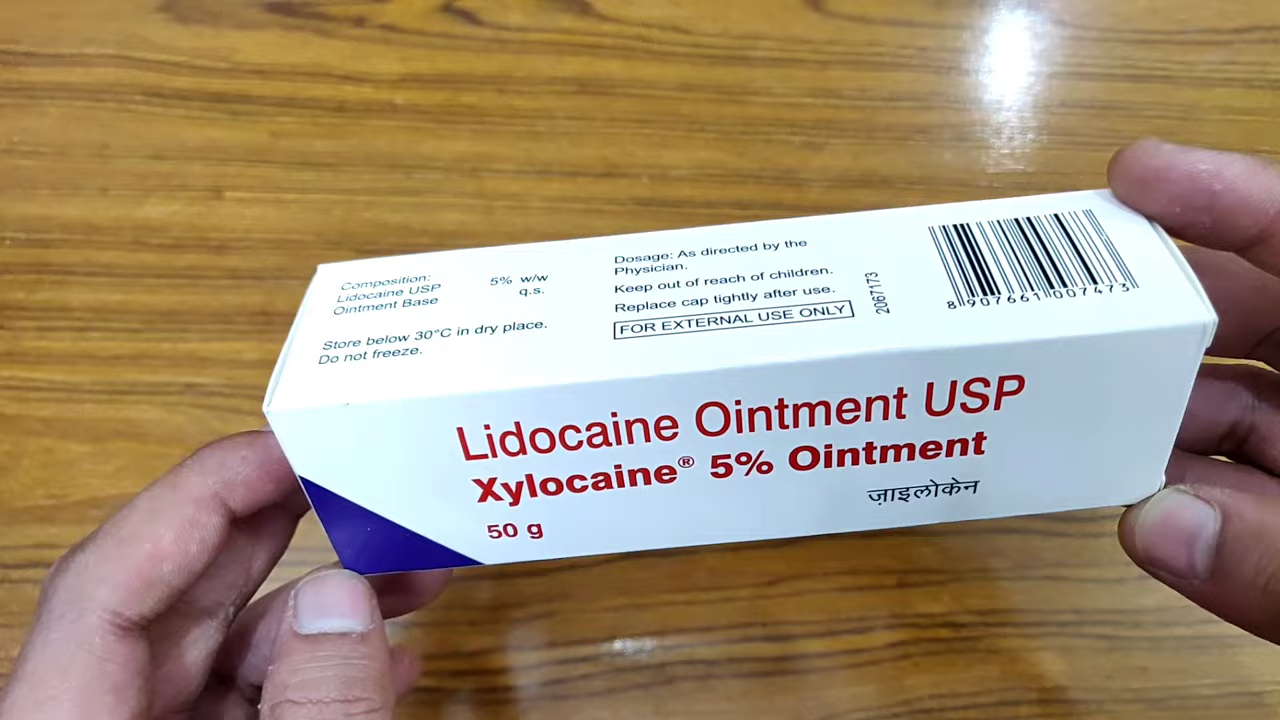 Composition:
Lidocaine USP 5% w/w
Ointment Base q.s.
Store below 30°C in dry place.
Do not freeze.
Dosage: As directed by the
Physician.
Keep out of reach of children.
Replace cap tightly after use.
FOR EXTERNAL USE ONLY
2067173
8 907661 007473
Lidocaine Ointment USP
Xylocaine® 5% Ointment
50 g
ज़ाइलोकेन